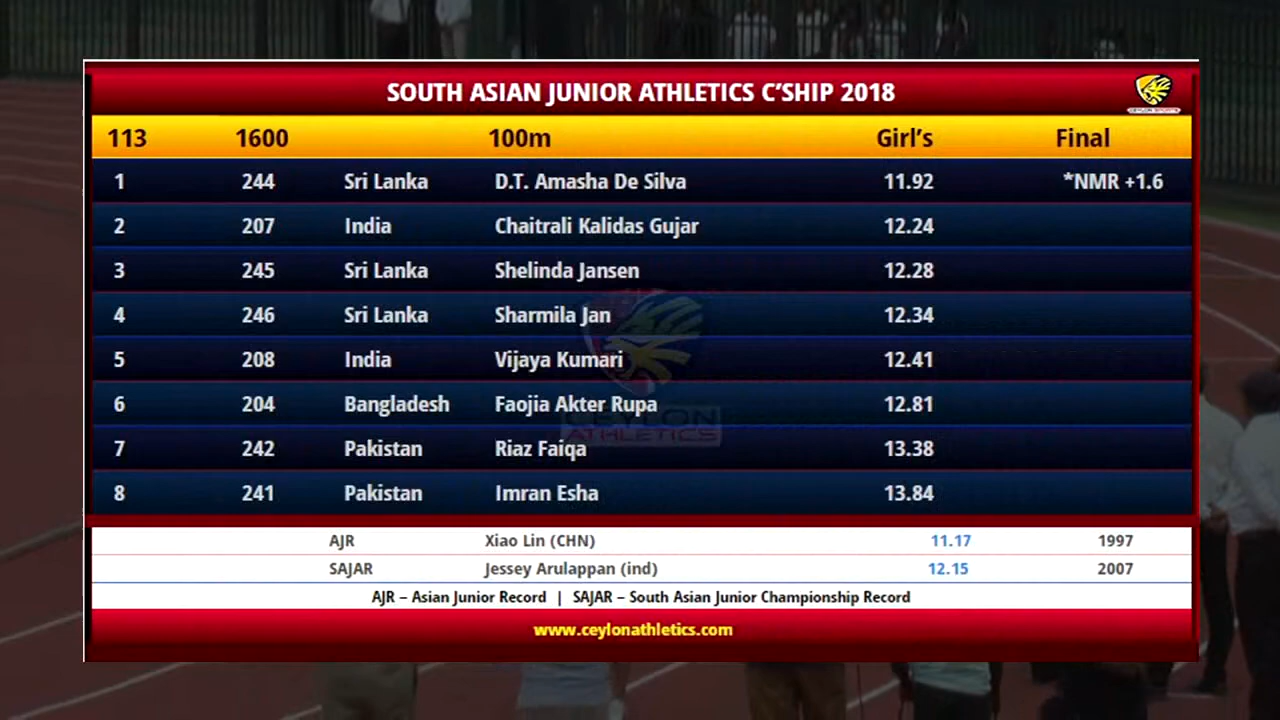 SOUTH ASIAN JUNIOR ATHLETICS C'SHIP 2018
CEYLON SPORTS
113 1600 100m Girl's Final
1 244 Sri Lanka D.T. Amasha De Silva 11.92 *NMR +1.6
2 207 India Chaitrali Kalidas Gujar 12.24
3 245 Sri Lanka Shelinda Jansen 12.28
4 246 Sri Lanka Sharmila Jan 12.34
5 208 India Vijaya Kumari 12.41
6 204 Bangladesh Faojia Akter Rupa 12.81
CEYLON
ATHLETICS
7 242 Pakistan Riaz Faiqa 13.38
8 241 Pakistan Imran Esha 13.84
AJR Xiao Lin (CHN) 11.17 1997
SAJAR Jessey Arulappan (ind) 12.15 2007
AJR – Asian Junior Record | SAJAR – South Asian Junior Championship Record
www.ceylonathletics.com